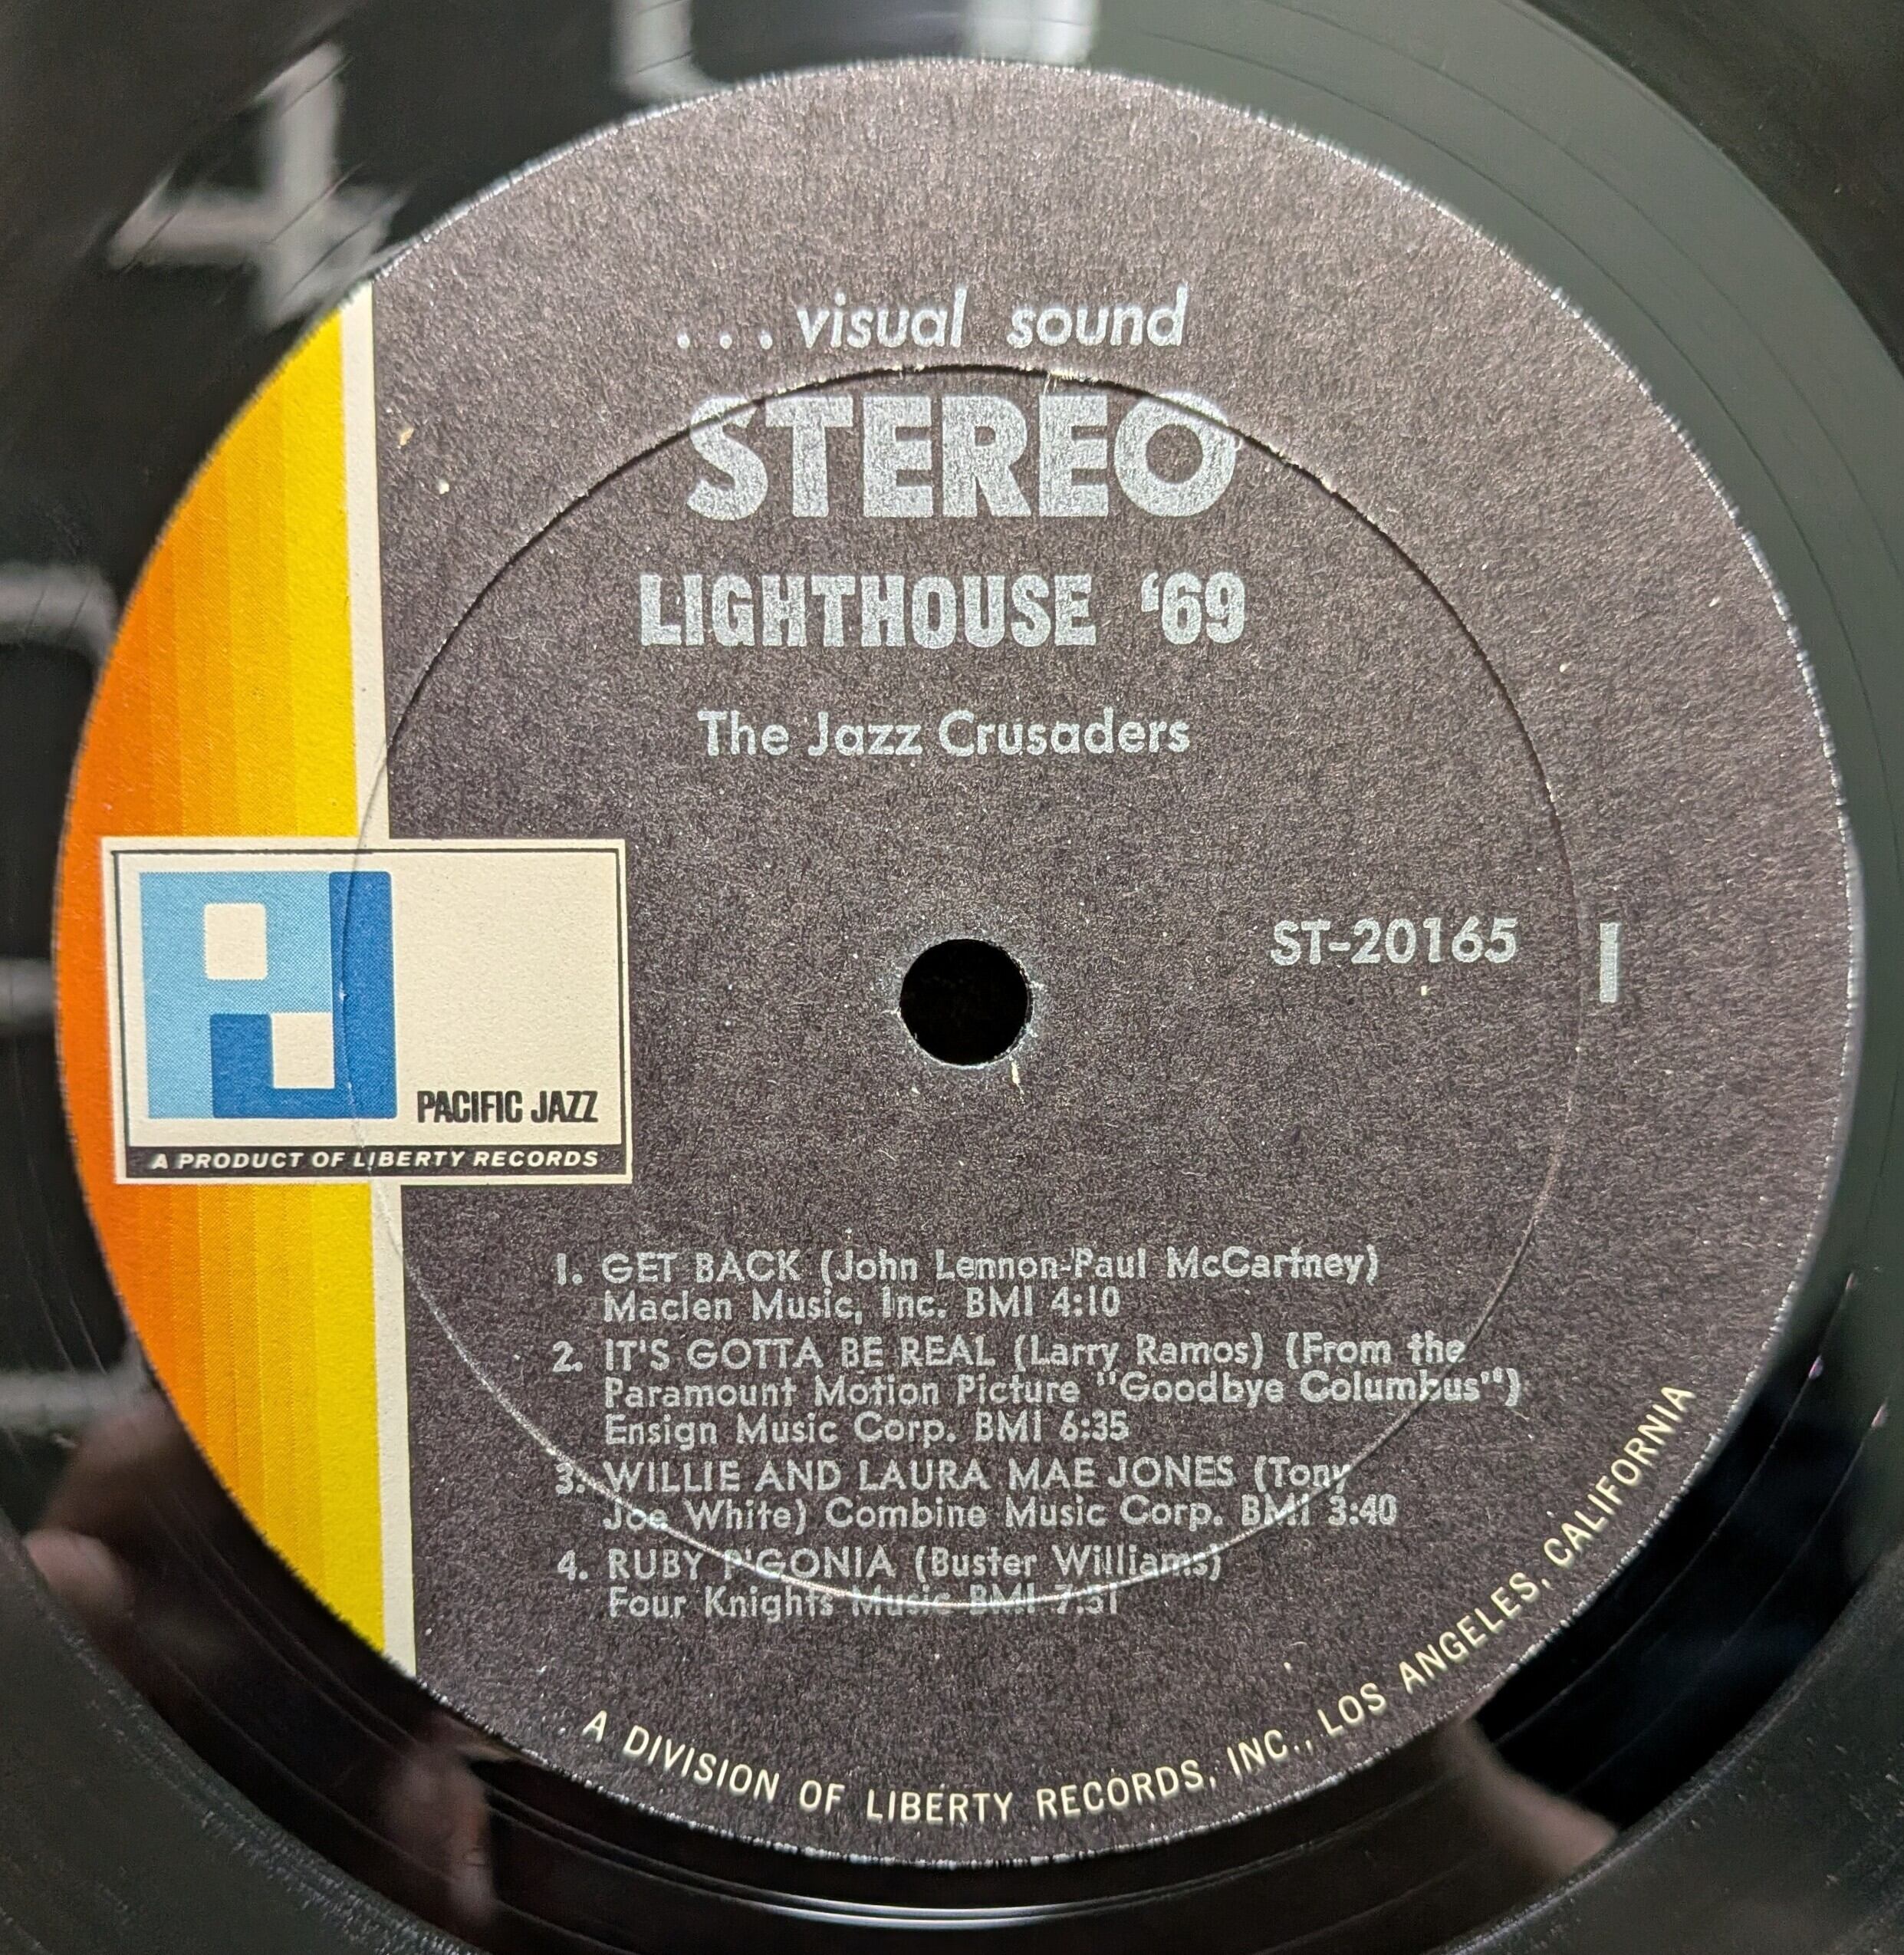 ...visual sound
STEREO
LIGHTHOUSE ‘69
The Jazz Crusaders
ST-20165 I
PJ
PACIFIC JAZZ
A PRODUCT OF LIBERTY RECORDS
1. GET BACK (John Lennon-Paul McCartney)
Maclen Music, Inc. BMI 4:10
2. IT'S GOTTA BE REAL (Larry Ramos) (From the
Paramount Motion Picture "Goodbye Columbus")
Ensign Music Corp. BMI 6:35
3. WILLIE AND LAURA MAE JONES (Tony
Joe White) Combine Music Corp. BMI 3:40
4. RUBY P'GONIA (Buster Williams)
Four Knights Music BMI 7:51
A DIVISION OF LIBERTY RECORDS, INC., LOS ANGELES, CALIFORNIA